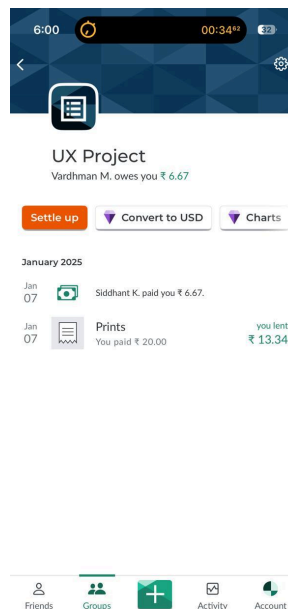 6:00
00:34⁶²
32
UX Project
Vardhman M. owes you ₹ 6.67
Settle up
Convert to USD
Charts
January 2025
Jan
07
Siddhant K. paid you ₹ 6.67.
Jan
07
Prints
You paid ₹ 20.00
you lent
₹ 13.34
Friends
Groups
Activity
Account